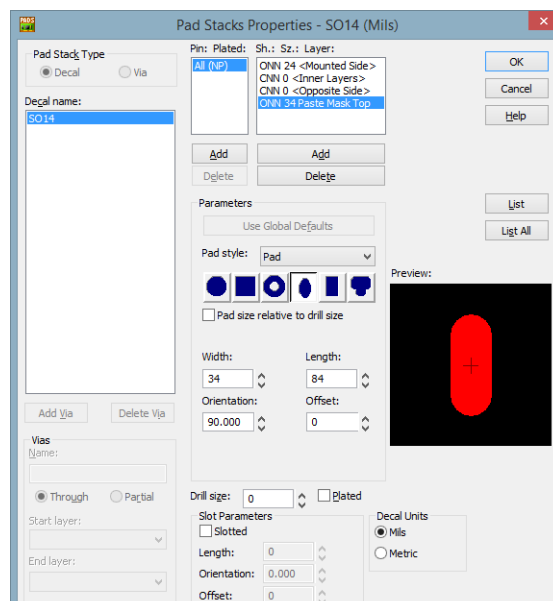 PADS
Pad Stacks Properties - SO14 (Mils)
Pad Stack Type
Decal
Via
Decal name:
SO14
Add Via
Delete Via
Vias
Name:
Through
Partial
Start layer:
End layer:
Pin: Plated:
All (NP)
Sh.: Sz.: Layer:
ONN 24 <Mounted Side>
CNN 0 <Inner Layers>
CNN 0 <Opposite Side>
ONN 34 Paste Mask Top
Add
Add
Delete
Delete
Parameters
Use Global Defaults
Pad style:
Pad
Pad size relative to drill size
Width:
Length:
34
84
Orientation:
Offset:
90.000
0
Drill size:
0
Plated
Slot Parameters
Slotted
Length:
0
Orientation:
0.000
Offset:
0
Decal Units
Mils
Metric
OK
Cancel
Help
List
List All
Preview: